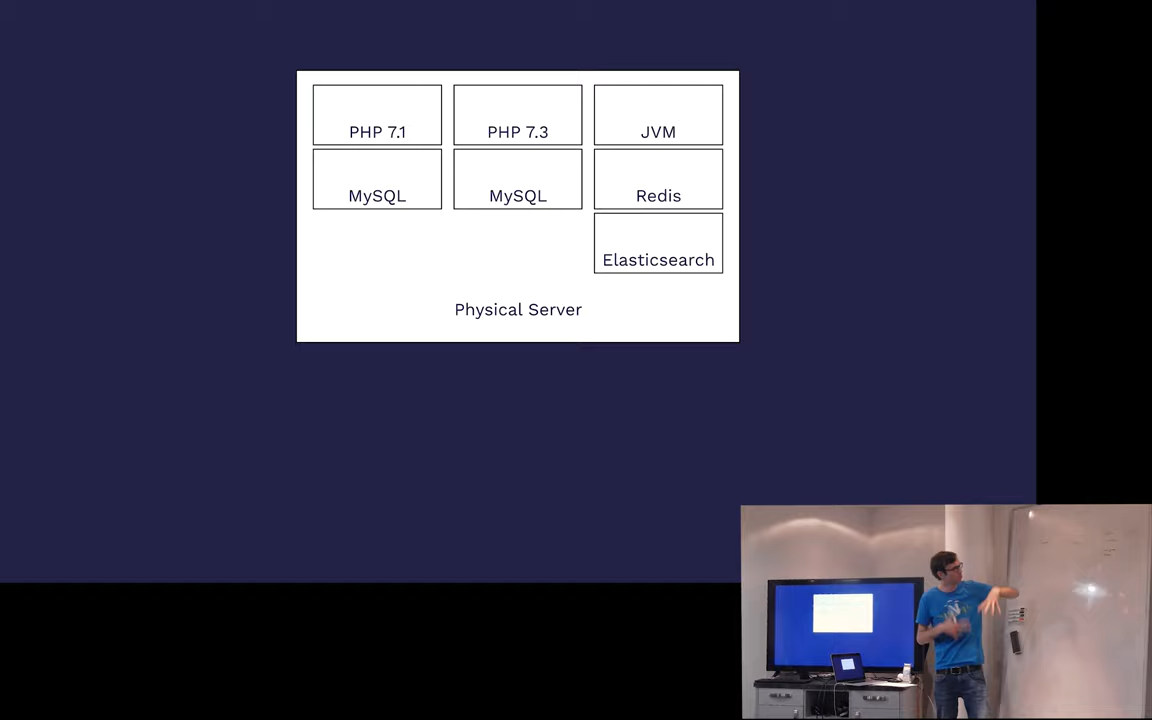 PHP 7.1
PHP 7.3
JVM
MySQL
MySQL
Redis
Elasticsearch
Physical Server